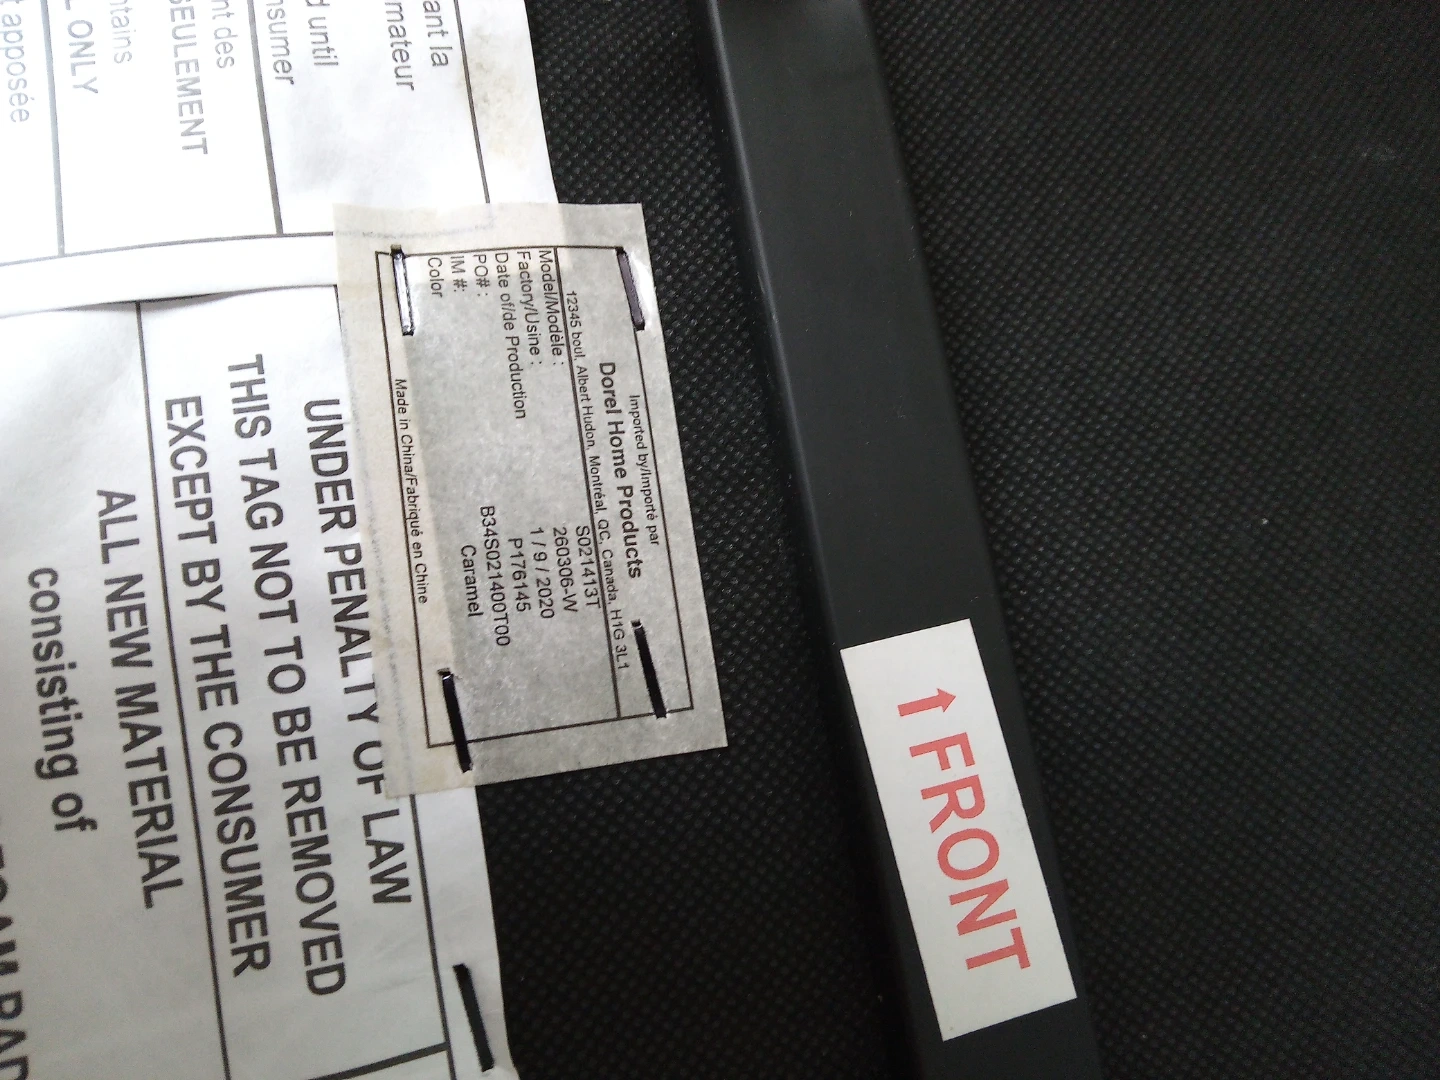 Imported by/Importé par
Dorel Home Products
12345 boul. Albert Hudon, Montréal, QC, Canada, H1G 3L1
Model/Modèle : S021413T
Factory/Usine : 260306-W
Date of/de Production 1 / 9 / 2020
PO# : P176145
IM #: B34S021400T00
Color Caramel
Made in China/Fabriqué en Chine
UNDER PENALTY OF LAW
THIS TAG NOT TO BE REMOVED
EXCEPT BY THE CONSUMER
ALL NEW MATERIAL
consisting of
ant la
mateur
d until
nsumer
nt des
SEULEMENT
ntains
ONLY
apposée
↑ FRONT